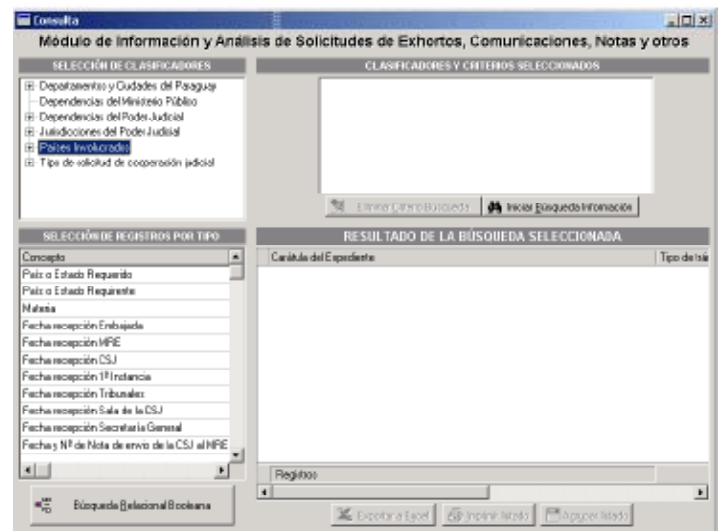 Consulta
Módulo de Información y Análisis de Solicitudes de Exhortos, Comunicaciones, Notas y otros
SELECCIÓN DE CLASIFICADORES
Departamentos y Ciudades del Paraguay
Dependencias del Ministerio Público
Dependencias del Poder Judicial
Jurisdicciones del Poder Judicial
Países Involucrados
Tipo de solicitud de cooperación judicial
CLASIFICADORES Y CRITERIOS SELECCIONADOS
Eliminar Criterio Búsqueda
Iniciar Búsqueda Información
SELECCIÓN DE REGISTROS POR TIPO
Concepto
País o Estado Requerido
País o Estado Requirente
Materia
Fecha recepción Embajada
Fecha recepción MRE
Fecha recepción CSJ
Fecha recepción 1ª Instancia
Fecha recepción Tribunales
Fecha recepción Sala de la CSJ
Fecha recepción Secretaría General
Fecha y Nº de Nota de envio de la CSJ al MRE
Búsqueda Relacional Booleana
RESULTADO DE LA BÚSQUEDA SELECCIONADA
Carátula del Expediente
Tipo de
Registros
Exportar a Excel
Imprimir listado
Agrupar listado